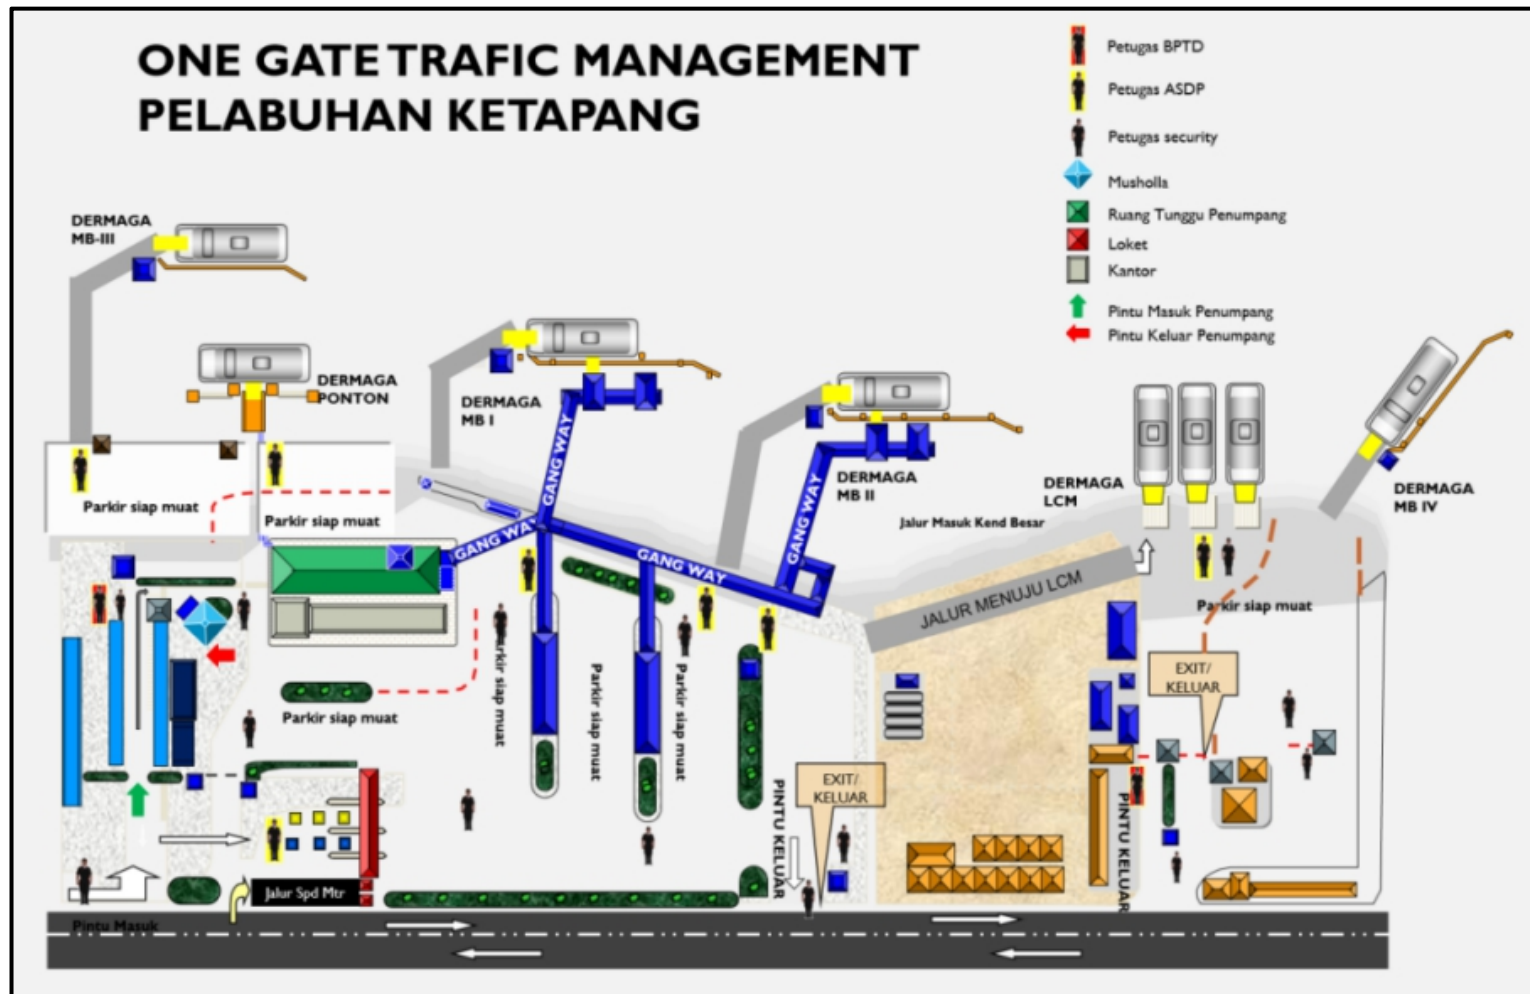 ONE GATE TRAFIC MANAGEMENT
PELABUHAN KETAPANG
Petugas BPTD
Petugas ASDP
Petugas security
Musholla
Ruang Tunggu Penumpang
Loket
Kantor
Pintu Masuk Penumpang
Pintu Keluar Penumpang
DERMAGA
MB-III
DERMAGA
PONTON
DERMAGA
MB I
DERMAGA
MB II
DERMAGA
LCM
DERMAGA
MB IV
GANG WAY
GANG WAY
GANG WAY
GANG WAY
Parkir siap muat
Parkir siap muat
Jalur Masuk Kend Besar
JALUR MENUJU LCM
Parkir siap muat
Parkir siap muat
Parkir siap muat
Parkir siap muat
Parkir siap muat
EXIT/
KELUAR
EXIT/
KELUAR
PINTU KELUAR
PINTU KELUAR
Jalur Spd Mtr
Pintu Masuk